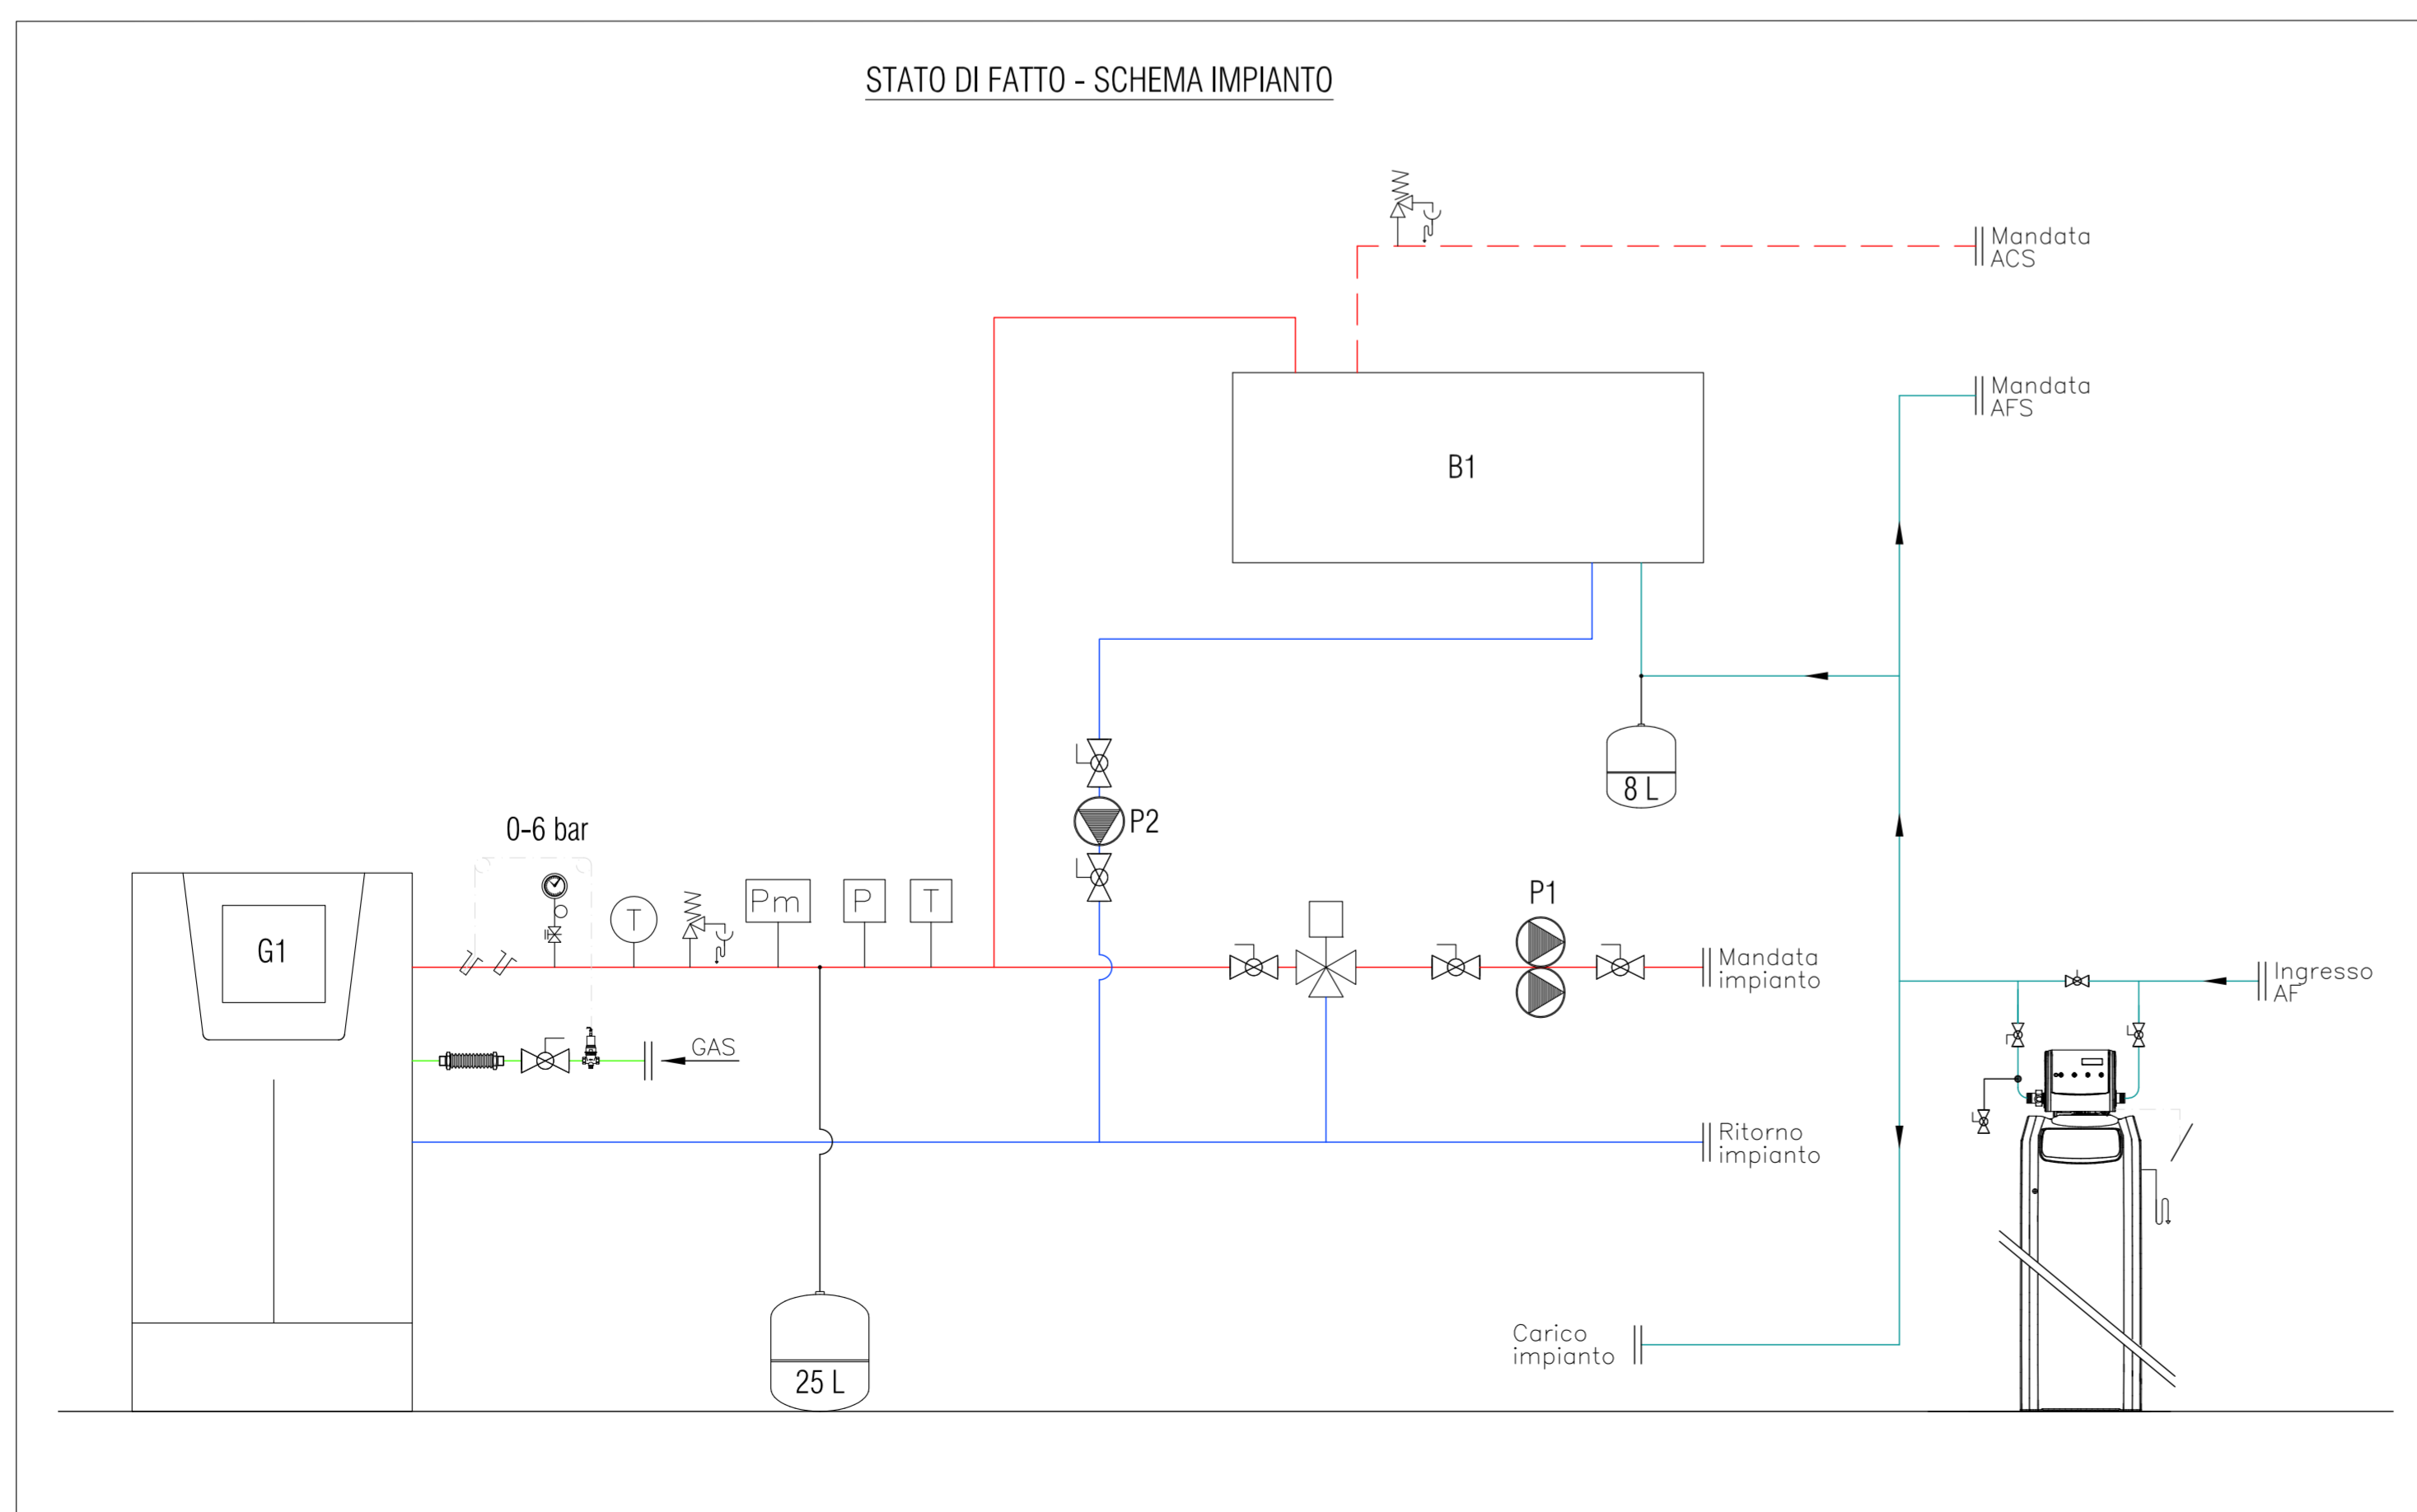 STATO DI FATTO - SCHEMA IMPIANTO
Mandata
ACS
Mandata
AFS
B1
8 L
0-6 bar
P2
G1
T
Pm
P
T
P1
Mandata
impianto
Ingresso
AF
GAS
Ritorno
impianto
Carico
impianto
25 L